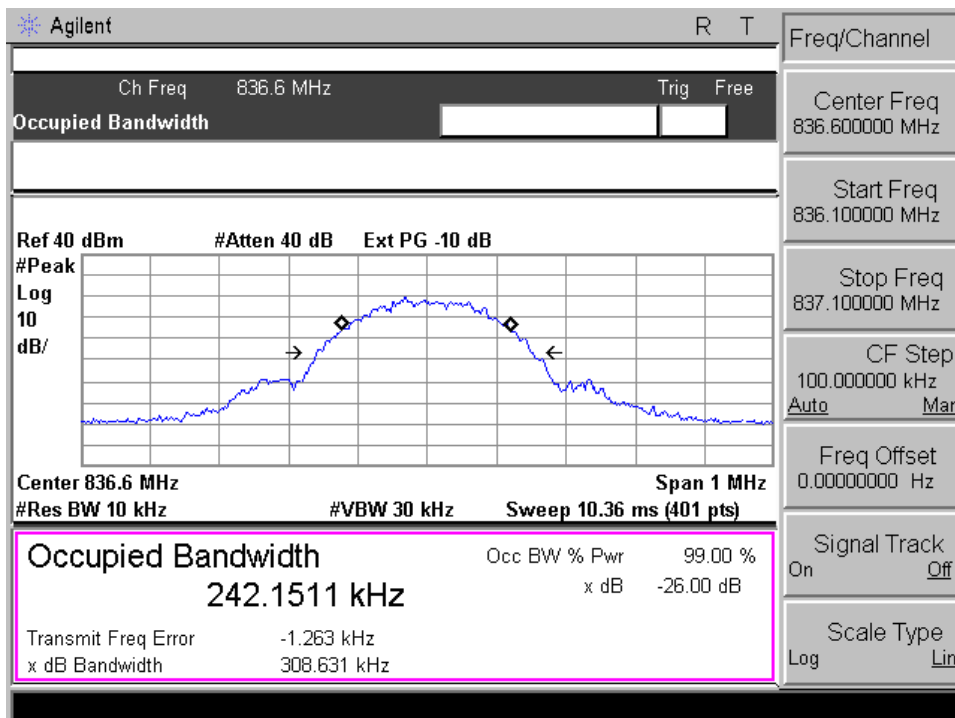 Agilent R T
Ch Freq 836.6 MHz Trig Free
Occupied Bandwidth
Ref 40 dBm #Atten 40 dB Ext PG -10 dB
#Peak
Log
10
dB/
Center 836.6 MHz Span 1 MHz
#Res BW 10 kHz #VBW 30 kHz Sweep 10.36 ms (401 pts)
Occupied Bandwidth Occ BW % Pwr 99.00 %
242.1511 kHz x dB -26.00 dB
Transmit Freq Error -1.263 kHz
x dB Bandwidth 308.631 kHz
Freq/Channel
Center Freq
836.600000 MHz
Start Freq
836.100000 MHz
Stop Freq
837.100000 MHz
CF Step
100.000000 kHz
Auto Man
Freq Offset
0.00000000 Hz
Signal Track
On Off
Scale Type
Log Lin